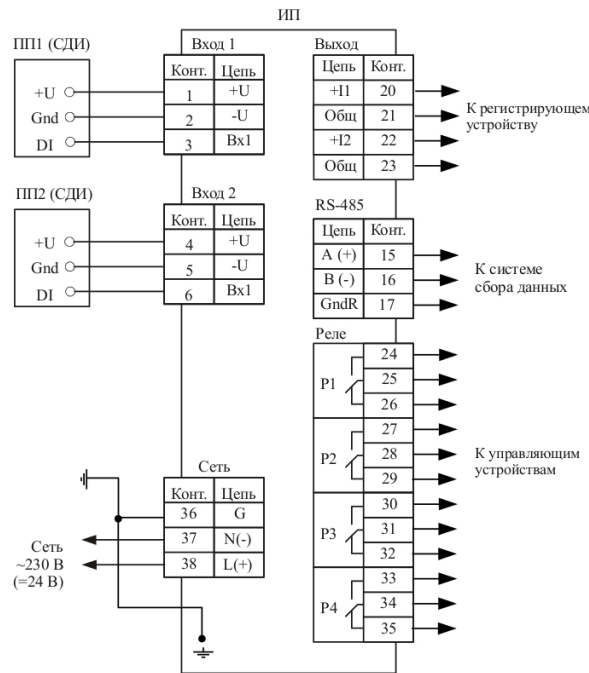 ИП
ПП1 (СДИ)
+U
Gnd
DI
Вход 1
Конт. Цепь
1 +U
2 -U
3 Вх1
ПП2 (СДИ)
+U
Gnd
DI
Вход 2
Конт. Цепь
4 +U
5 -U
6 Вх1
Сеть
Конт. Цепь
36 G
37 N(-)
38 L(+)
Сеть
~230 В
(=24 В)
Выход
Цепь Конт.
+I1 20
Общ 21
+I2 22
Общ 23
К регистрирующем
устройству
RS-485
Цепь Конт.
A (+) 15
B (-) 16
GndR 17
К системе
сбора данных
Реле
P1
24
25
26
P2
27
28
29
P3
30
31
32
P4
33
34
35
К управляющим
устройствам